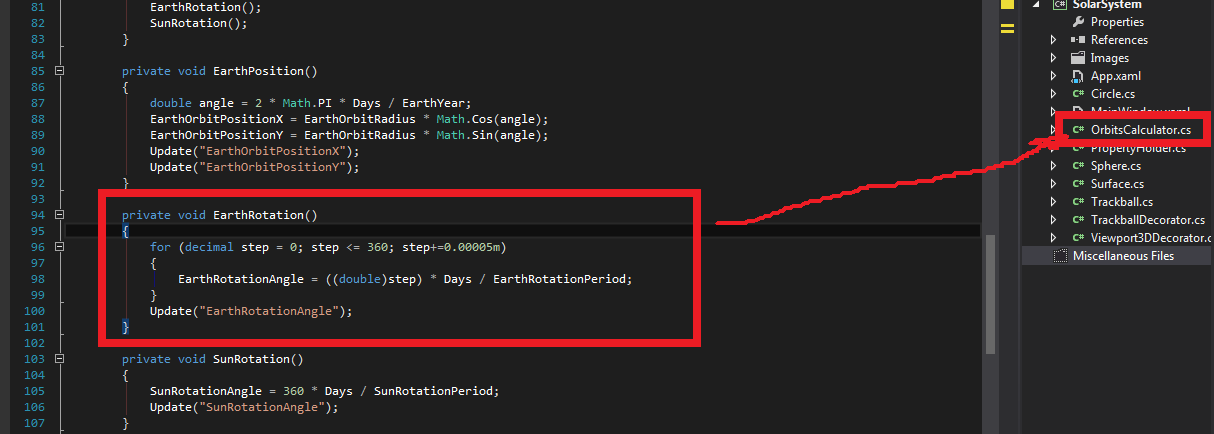 81 EarthRotation();
82 SunRotation();
83 }
84
85 private void EarthPosition()
86 {
87 double angle = 2 * Math.PI * Days / EarthYear;
88 EarthOrbitPositionX = EarthOrbitRadius * Math.Cos(angle);
89 EarthOrbitPositionY = EarthOrbitRadius * Math.Sin(angle);
90 Update("EarthOrbitPositionX");
91 Update("EarthOrbitPositionY");
92 }
93
94 private void EarthRotation()
95 {
96 for (decimal step = 0; step <= 360; step+=0.00005m)
97 {
98 EarthRotationAngle = ((double)step) * Days / EarthRotationPeriod;
99 }
100 Update("EarthRotationAngle");
101 }
102
103 private void SunRotation()
104 {
105 SunRotationAngle = 360 * Days / SunRotationPeriod;
106 Update("SunRotationAngle");
107 }
C# SolarSystem
Properties
References
Images
App.xaml
C# Circle.cs
MainWindow.xaml
C# OrbitsCalculator.cs
C# PropertyHolder.cs
C# Sphere.cs
C# Surface.cs
C# Trackball.cs
C# TrackballDecorator.cs
C# Viewport3DDecorator.c
Miscellaneous Files